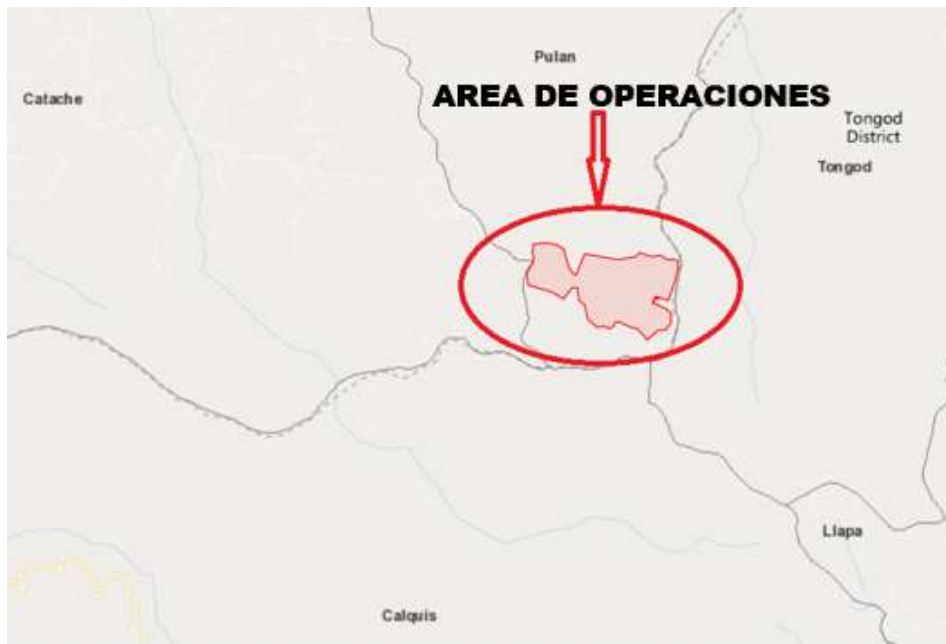 Pulan
Catache
AREA DE OPERACIONES
Tongod
District
Tongod
Llapa
Calquis